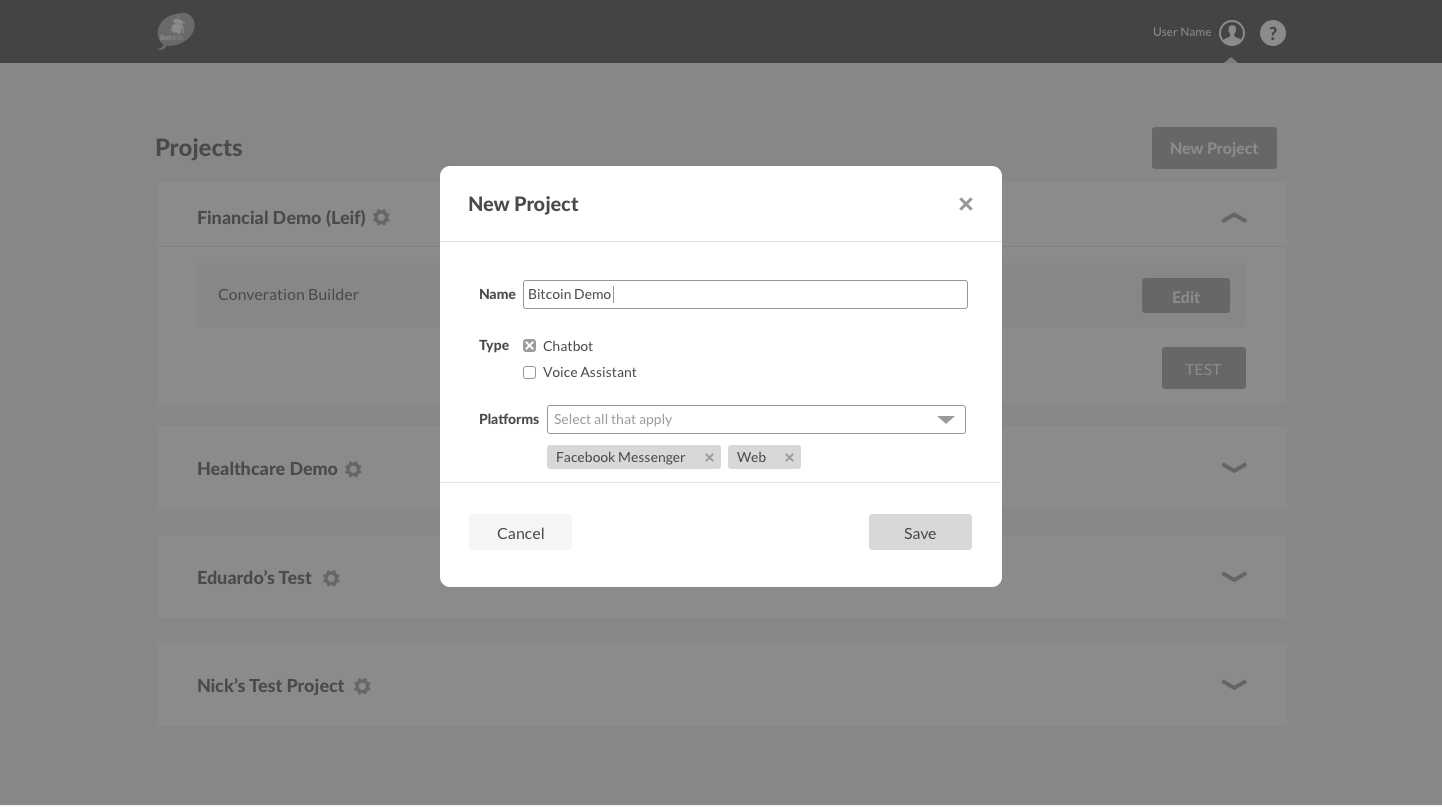 User Name
?
Projects
New Project
Financial Demo (Leif)
Converation Builder
Edit
TEST
Healthcare Demo
Eduardo's Test
Nick's Test Project
New Project
Name
Bitcoin Demo
Type
Chatbot
Voice Assistant
Platforms
Select all that apply
Facebook Messenger
Web
Cancel
Save